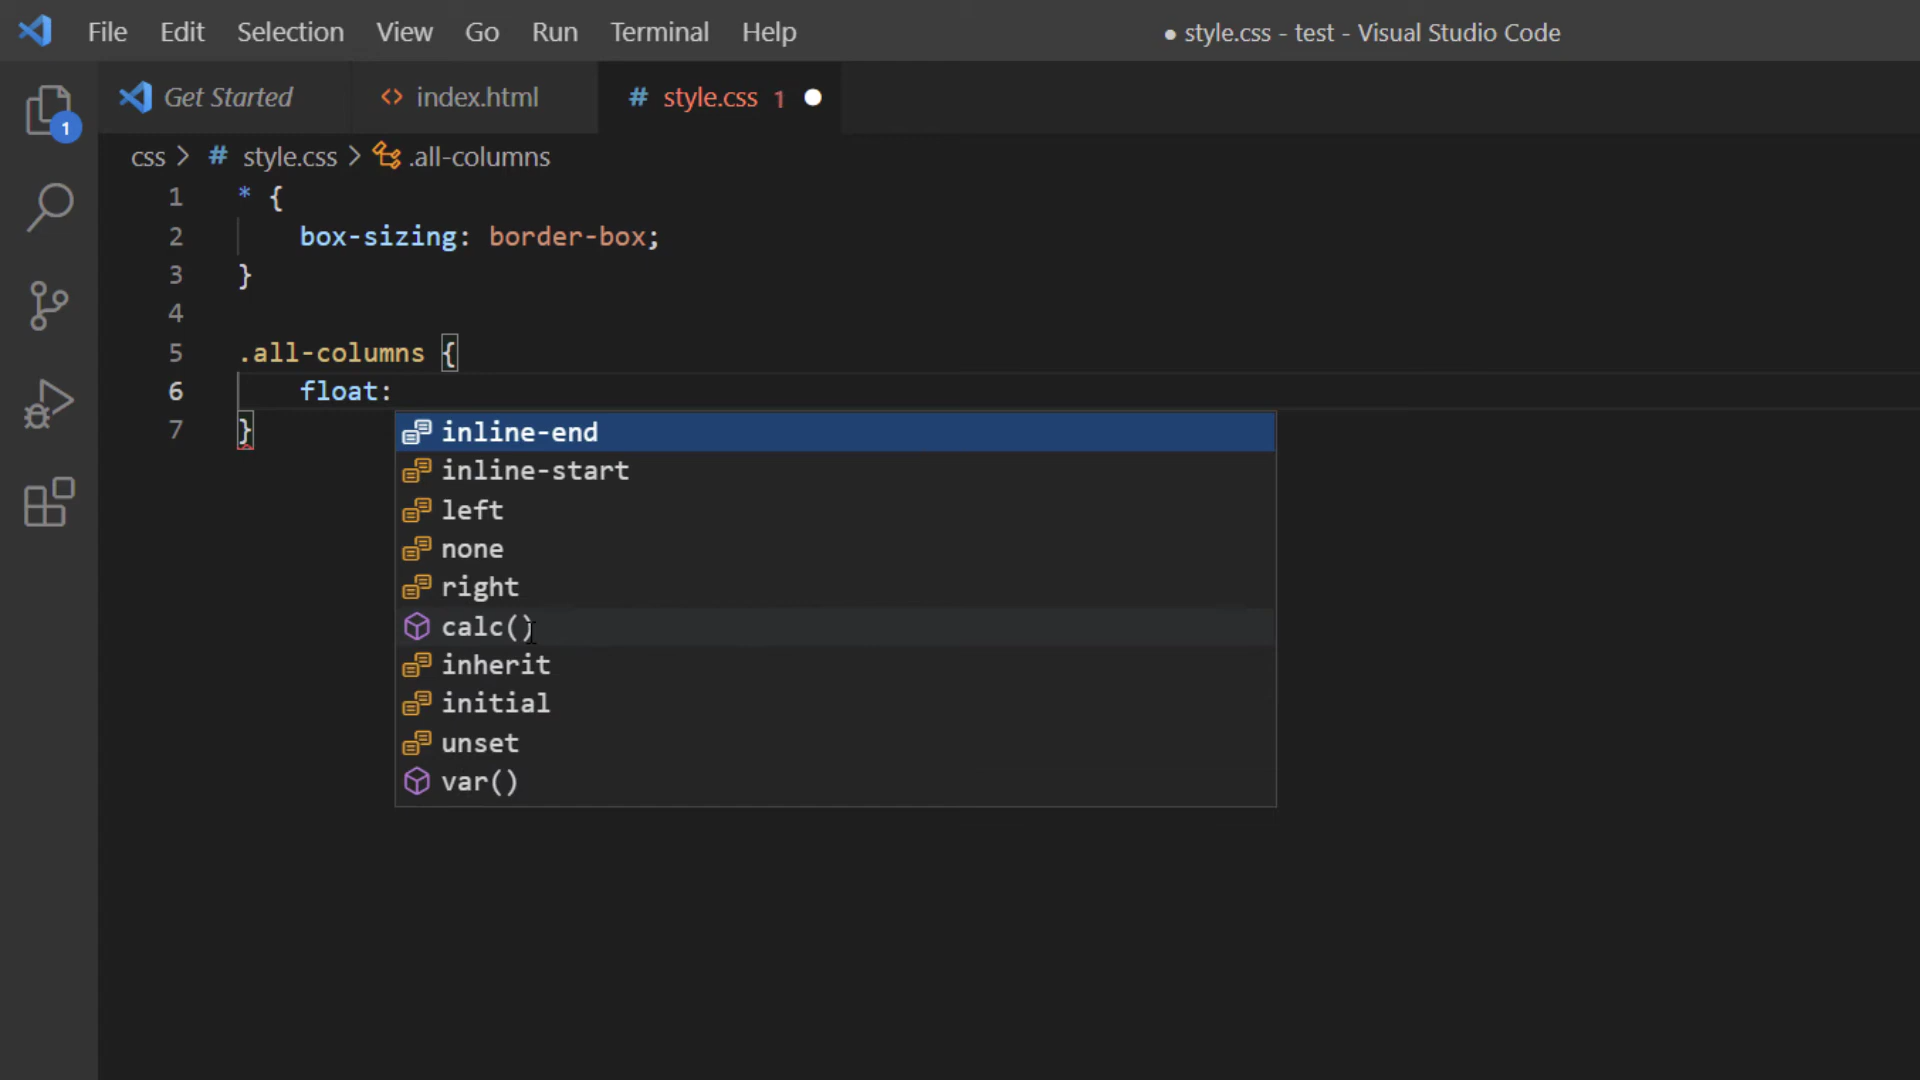 File Edit Selection View Go Run Terminal Help ● style.css - test - Visual Studio Code
Get Started <> index.html # style.css 1 ●
1
css > # style.css > .all-columns
1 * {
2 box-sizing: border-box;
3 }
4
5 .all-columns {
6 float:
7 }
inline-end
inline-start
left
none
right
calc()
inherit
initial
unset
var()